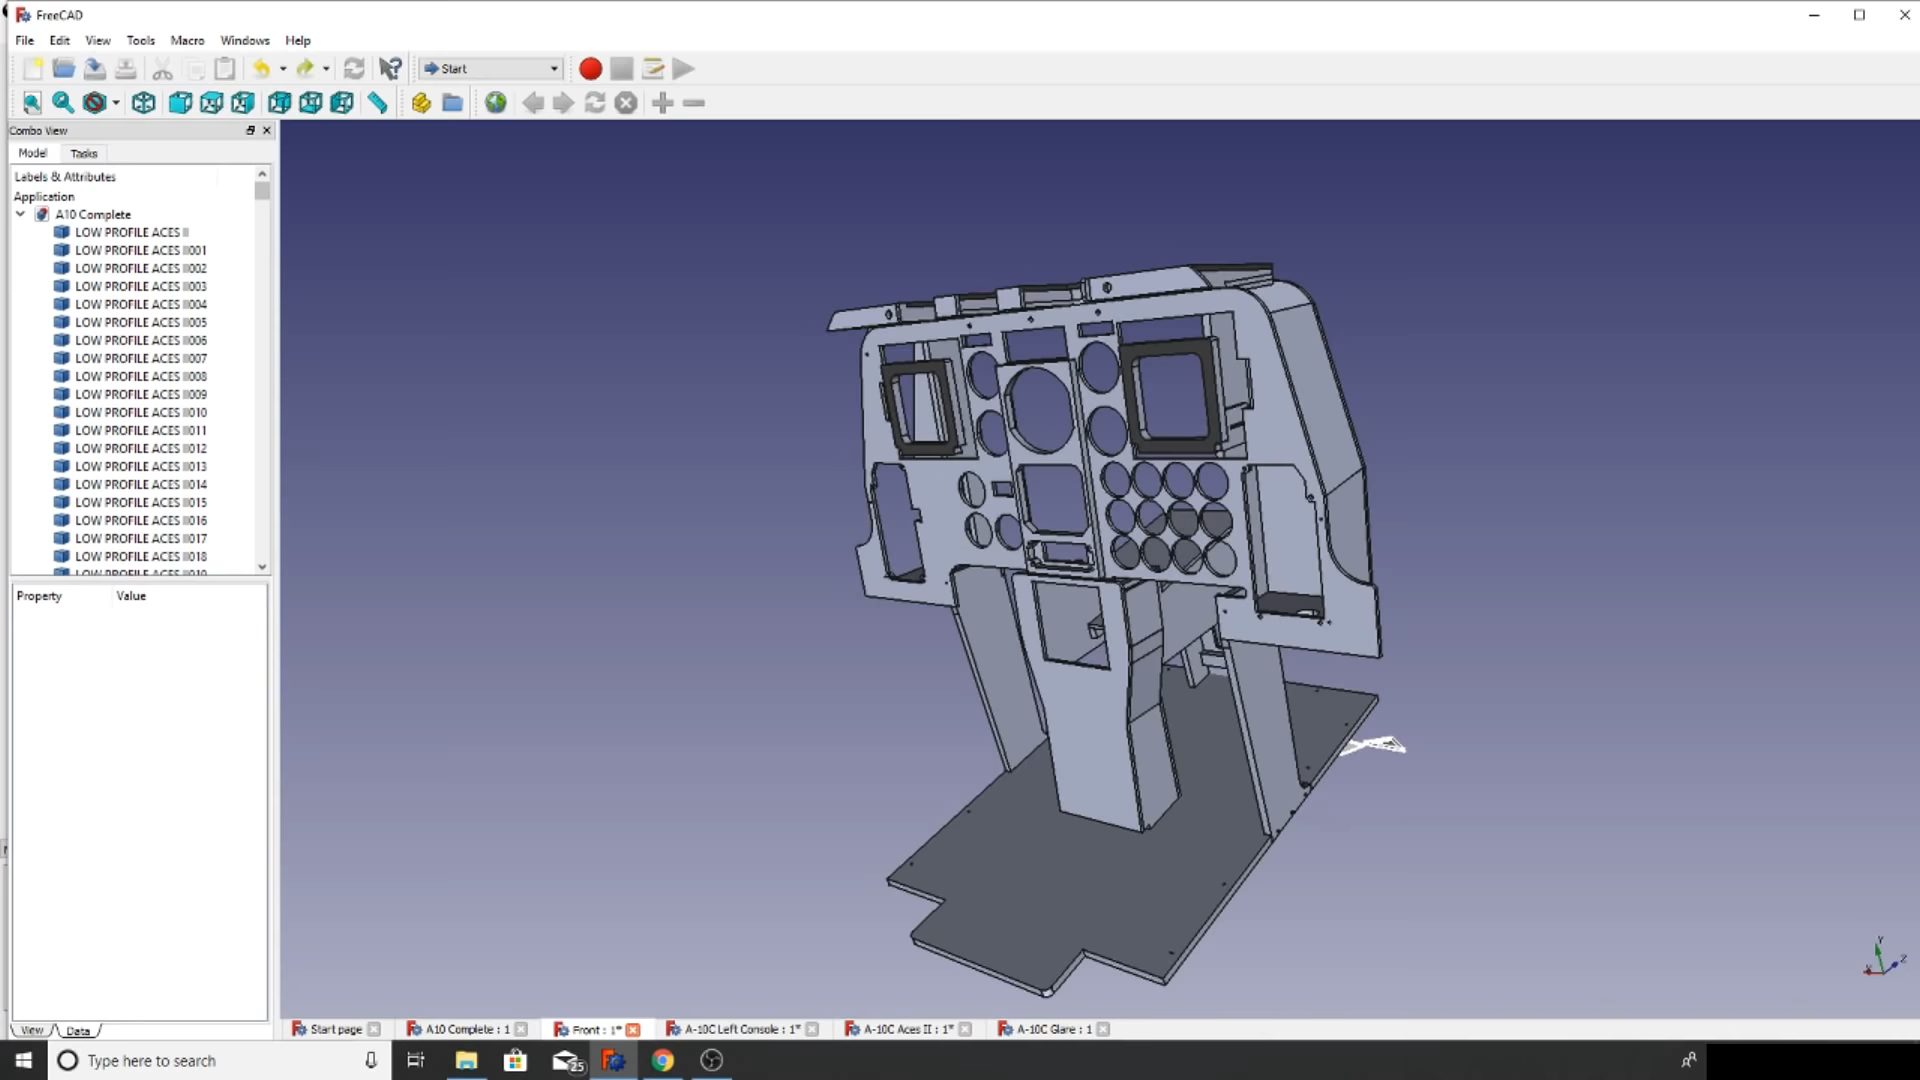 FreeCAD
File Edit View Tools Macro Windows Help
Start
Combo View
Model Tasks
Labels & Attributes
Application
A10 Complete
LOW PROFILE ACES II
LOW PROFILE ACES II001
LOW PROFILE ACES II002
LOW PROFILE ACES II003
LOW PROFILE ACES II004
LOW PROFILE ACES II005
LOW PROFILE ACES II006
LOW PROFILE ACES II007
LOW PROFILE ACES II008
LOW PROFILE ACES II009
LOW PROFILE ACES II010
LOW PROFILE ACES II011
LOW PROFILE ACES II012
LOW PROFILE ACES II013
LOW PROFILE ACES II014
LOW PROFILE ACES II015
LOW PROFILE ACES II016
LOW PROFILE ACES II017
LOW PROFILE ACES II018
LOW PROFILE ACES II019
Property Value
Y
X Z
View Data
Start page A10 Complete : 1 Front : 1* A-10C Left Console : 1* A-10C Aces II : 1* A-10C Glare : 1
Type here to search
25